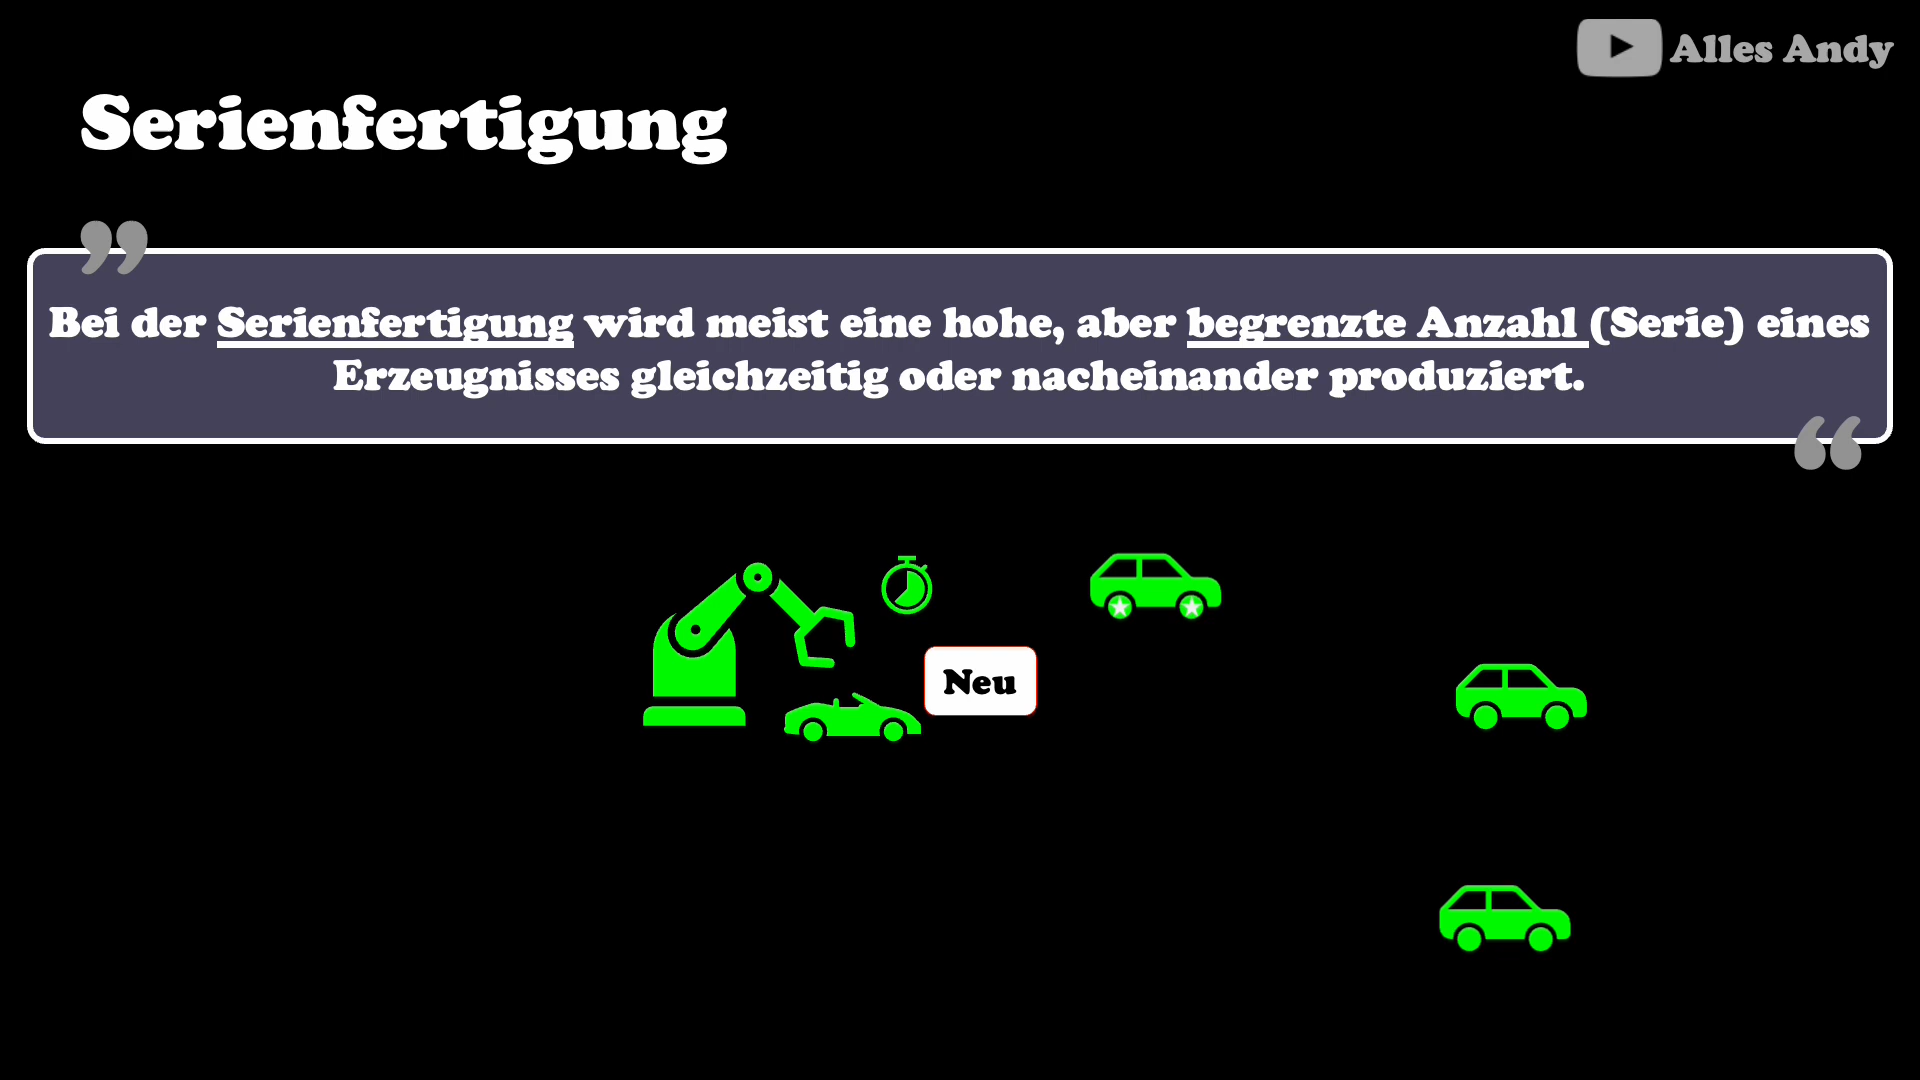 Alles Andy
Serienfertigung
Bei der Serienfertigung wird meist eine hohe, aber begrenzte Anzahl (Serie) eines
Erzeugnisses gleichzeitig oder nacheinander produziert.
Neu